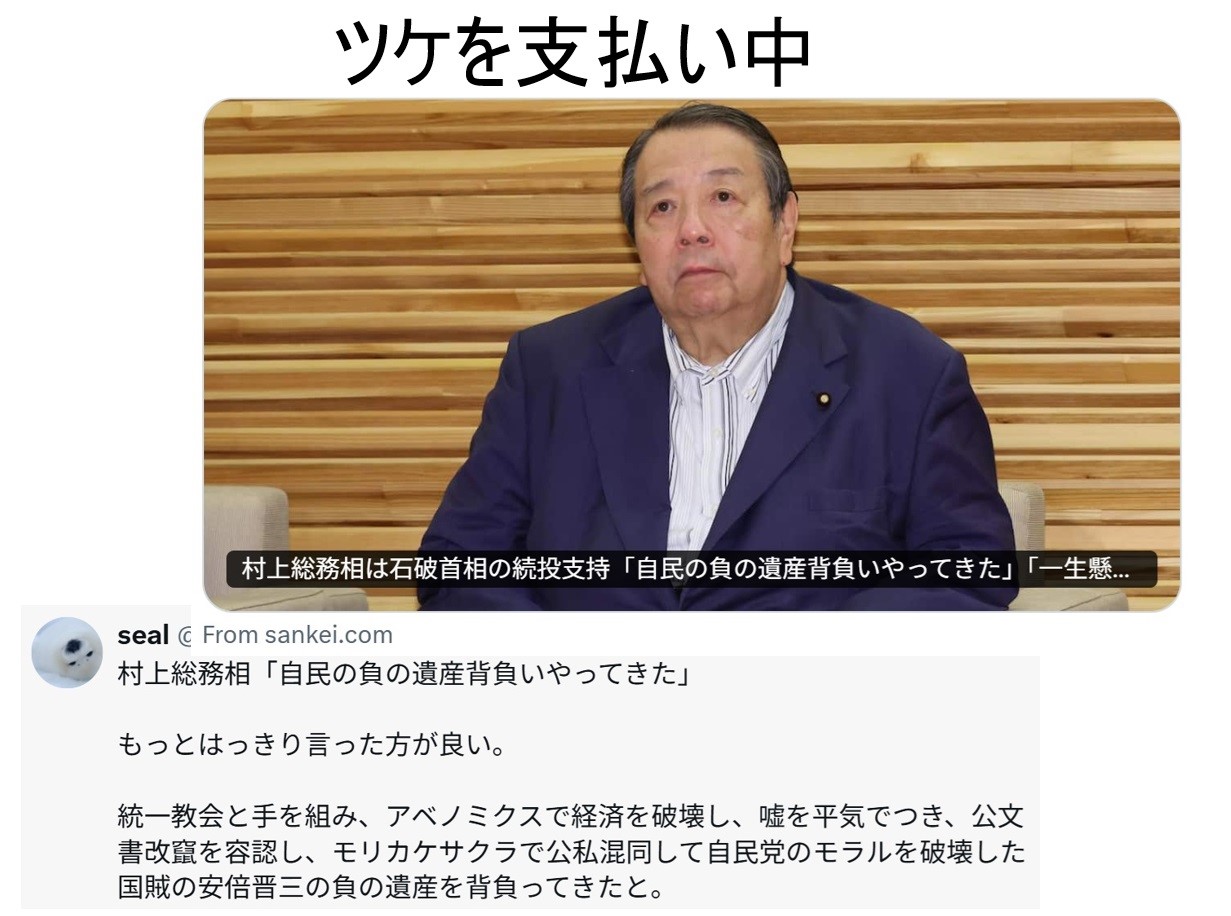 ツケを支払い中
村上総務相は石破首相の続投支持「自民の負の遺産背負いやってきた」「一生懸...
seal @ From sankei.com
村上総務相「自民の負の遺産背負いやってきた」
もっとはっきり言った方が良い。
統一教会と手を組み、アベノミクスで経済を破壊し、嘘を平気でつき、公文
書改竄を容認し、モリカケサクラで公私混同して自民党のモラルを破壊した
国賊の安倍晋三の負の遺産を背負ってきたと。